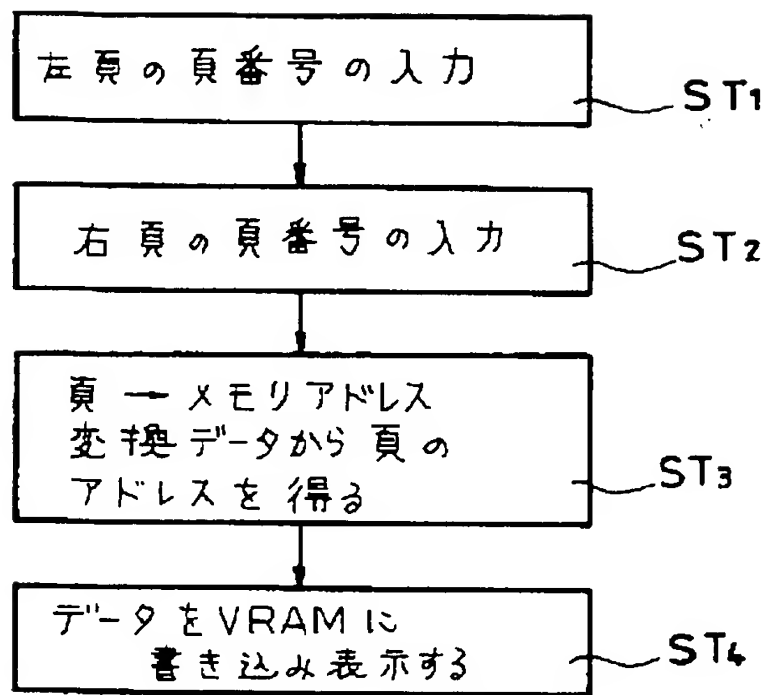 左頁の頁番号の入力
ST1
右頁の頁番号の入力
ST2
頁→メモリアドレス
変換データから頁の
アドレスを得る
ST3
データをVRAMに
書き込み表示する
ST4